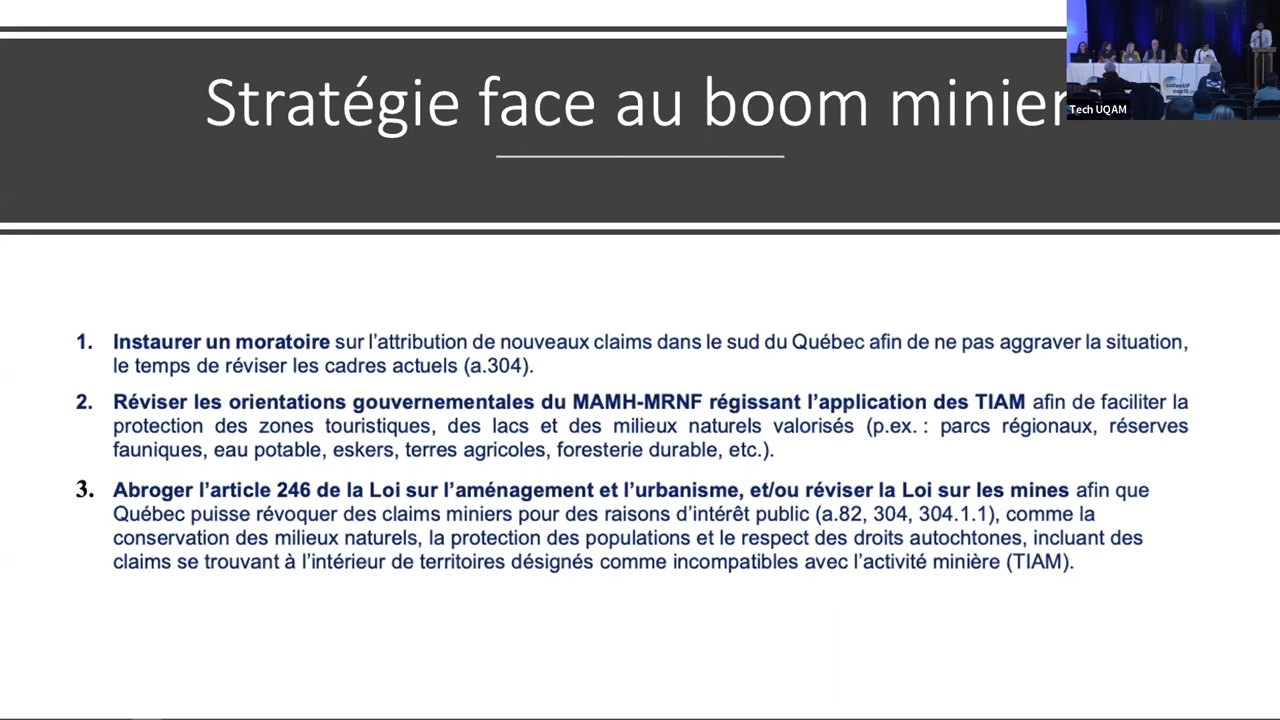 Stratégie face au boom minier
Tech UQAM
collectif
cop15.o
1. Instaurer un moratoire sur l'attribution de nouveaux claims dans le sud du Québec afin de ne pas aggraver la situation,
le temps de réviser les cadres actuels (a.304).
2. Réviser les orientations gouvernementales du MAMH-MRNF régissant l'application des TIAM afin de faciliter la
protection des zones touristiques, des lacs et des milieux naturels valorisés (p.ex. : parcs régionaux, réserves
fauniques, eau potable, eskers, terres agricoles, foresterie durable, etc.).
3. Abroger l'article 246 de la Loi sur l'aménagement et l'urbanisme, et/ou réviser la Loi sur les mines afin que
Québec puisse révoquer des claims miniers pour des raisons d'intérêt public (a.82, 304, 304.1.1), comme la
conservation des milieux naturels, la protection des populations et le respect des droits autochtones, incluant des
claims se trouvant à l'intérieur de territoires désignés comme incompatibles avec l'activité minière (TIAM).